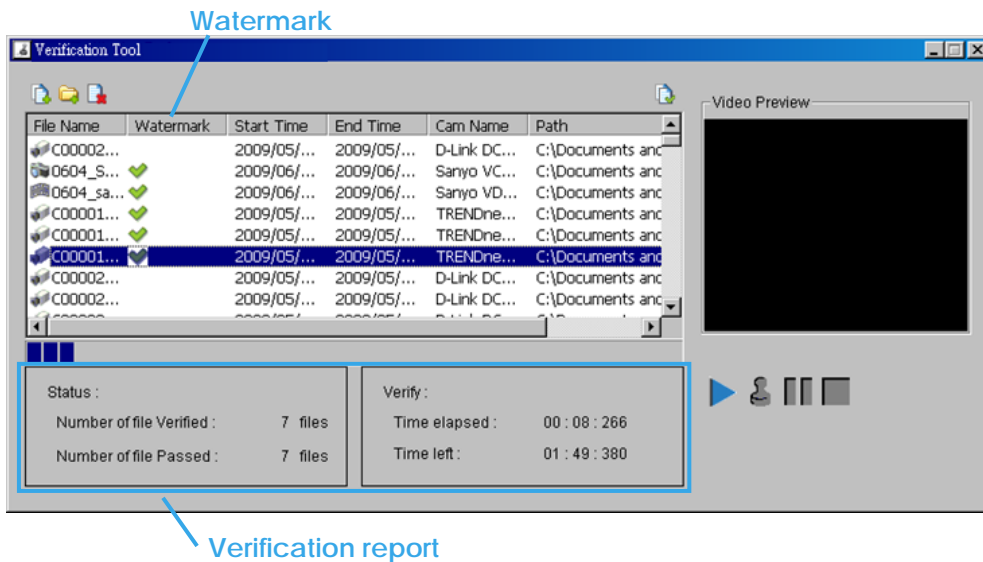 Watermark
Verification Tool
Video Preview
File Name Watermark Start Time End Time Cam Name Path
C00002... 2009/05/... 2009/05/... D-Link DC... C:\Documents and
0604_S... 2009/06/... 2009/06/... Sanyo VC... C:\Documents and
0604_sa... 2009/06/... 2009/06/... Sanyo VD... C:\Documents and
C00001... 2009/05/... 2009/05/... TRENDne... C:\Documents and
C00001... 2009/05/... 2009/05/... TRENDne... C:\Documents and
C00001... 2009/05/... 2009/05/... TRENDne... C:\Documents and
C00002... 2009/05/... 2009/05/... D-Link DC... C:\Documents and
C00002... 2009/05/... 2009/05/... D-Link DC... C:\Documents and
Status :
Number of file Verified : 7 files
Number of file Passed : 7 files
Verify :
Time elapsed : 00 : 08 : 266
Time left : 01 : 49 : 380
Verification report